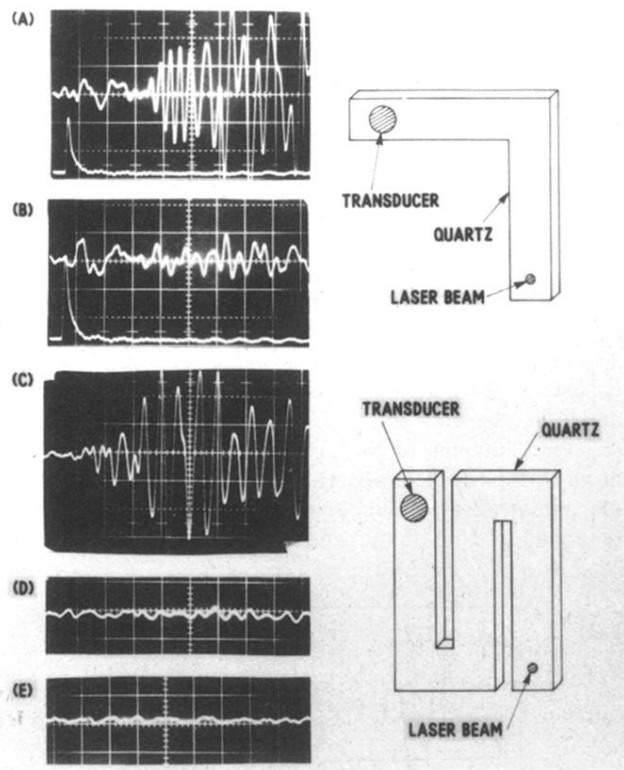 (A)
TRANSDUCER
QUARTZ
LASER BEAM
(B)
(C)
TRANSDUCER
QUARTZ
(D)
(E)
LASER BEAM